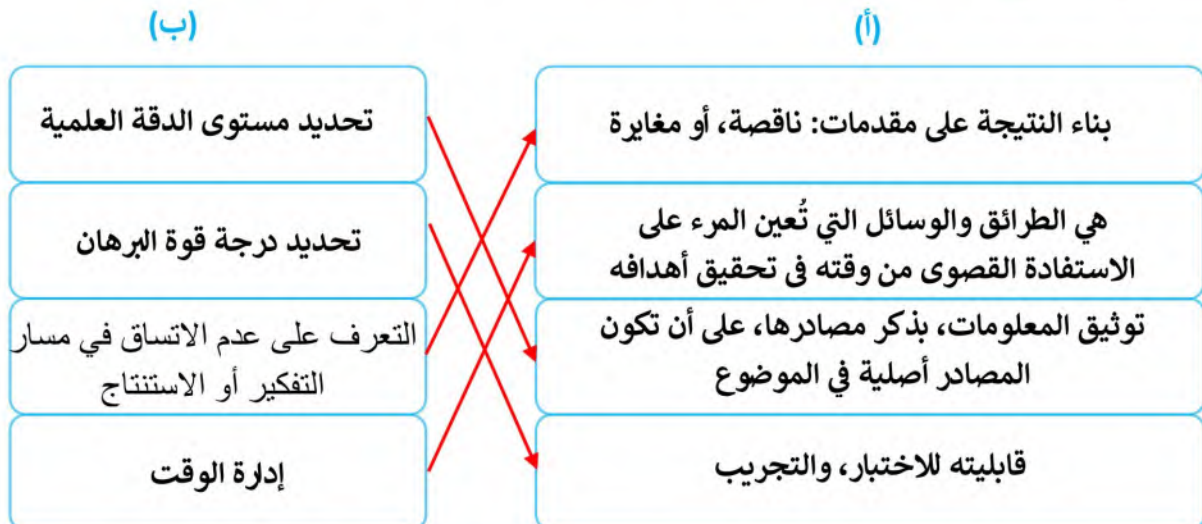 (أ)
بناء النتيجة على مقدمات: ناقصة، أو مغايرة
هي الطرائق والوسائل التي تُعين المرء على
الاستفادة القصوى من وقته في تحقيق أهدافه
توثيق المعلومات، بذكر مصادرها، على أن تكون
المصادر أصلية في الموضوع
قابليته للاختبار، والتجريب
(ب)
تحديد مستوى الدقة العلمية
تحديد درجة قوة البرهان
التعرف على عدم الاتساق في مسار
التفكير أو الاستنتاج
إدارة الوقت